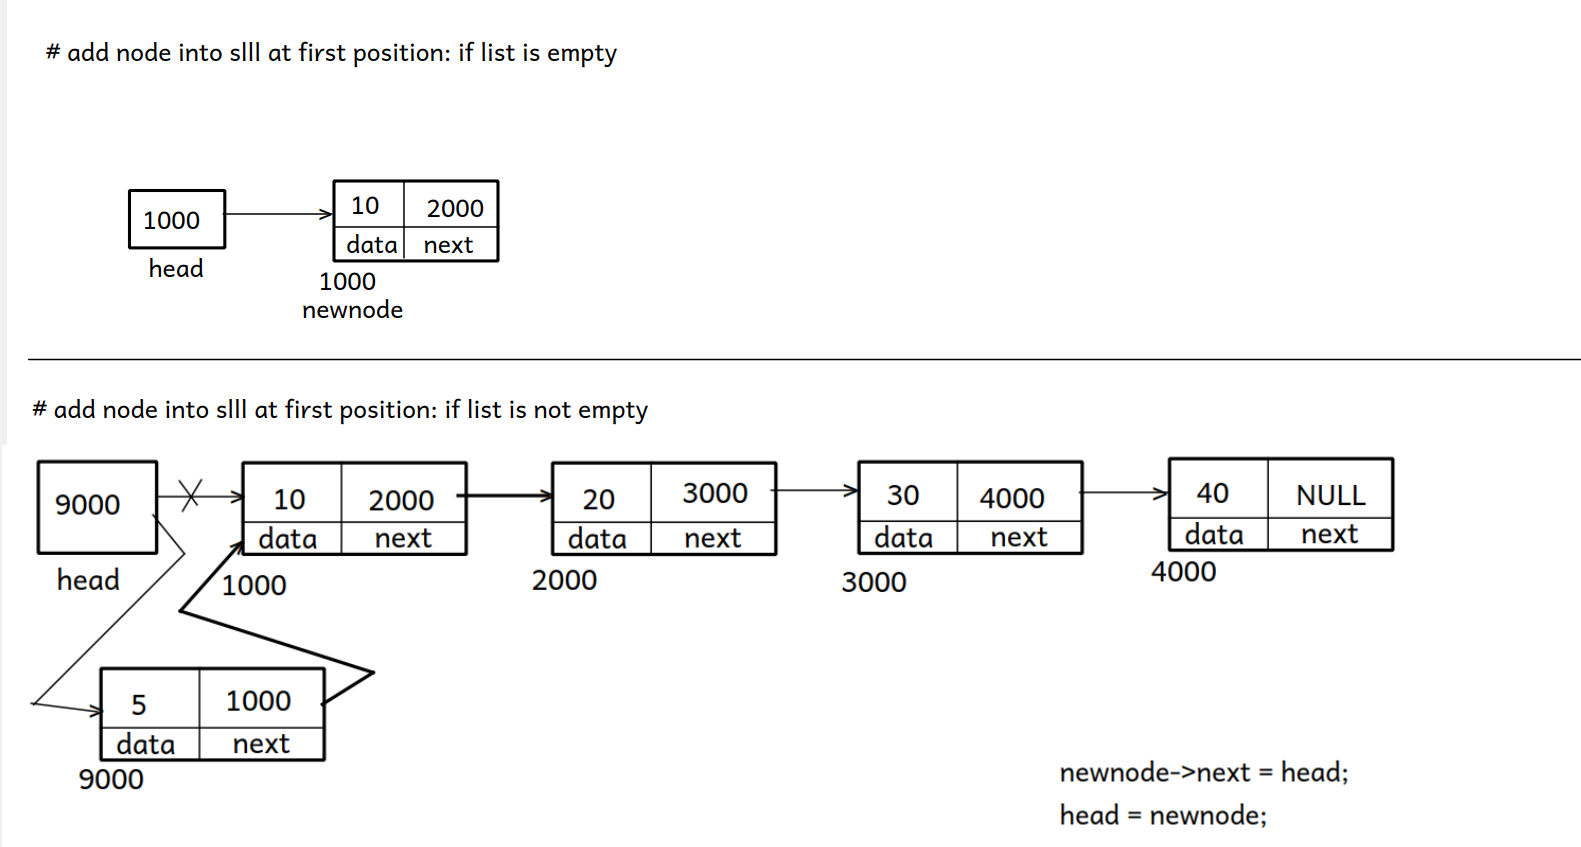 # add node into slll at first position: if list is empty
1000
head
10 2000
data next
1000
newnode
# add node into slll at first position: if list is not empty
9000
head
10 2000
data next
1000
20 3000
data next
2000
30 4000
data next
3000
40 NULL
data next
4000
5 1000
data next
9000
newnode->next = head;
head = newnode;